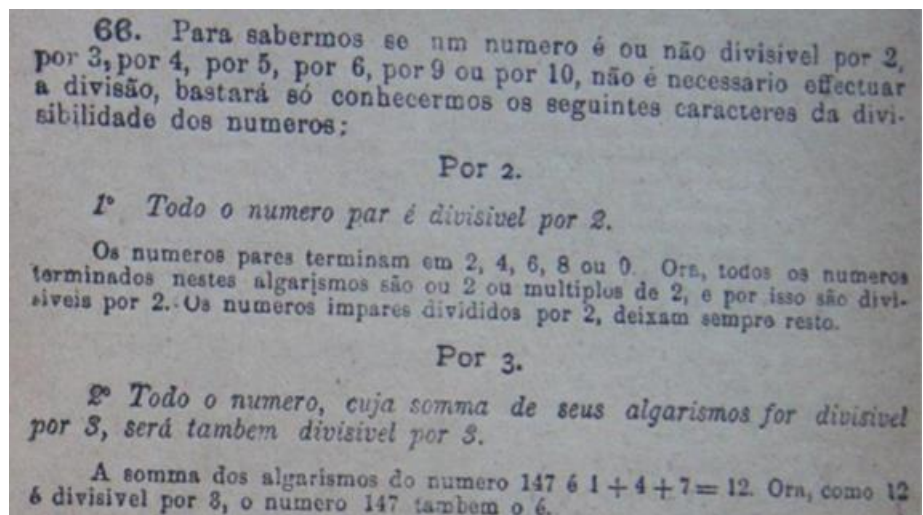 66. Para sabermos se um numero é ou não divisivel por 2,
por 3, por 4, por 5, por 6, por 9 ou por 10, não é necessario effectuar
a divisão, bastará só conhecermos os seguintes caracteres da divi-
sibilidade dos numeros:
Por 2.
1º Todo o numero par é divisivel por 2.
Os numeros pares terminam em 2, 4, 6, 8 ou 0. Ora, todos os numeros
terminados nestes algarismos são ou 2 ou multiplos de 2, e por isso são divi-
siveis por 2. Os numeros impares divididos por 2, deixam sempre resto.
Por 3.
2º Todo o numero, cuja somma de seus algarismos for divisivel
por 3, será tambem divisivel por 3.
A somma dos algarismos do numero 147 é 1 + 4 + 7 = 12. Ora, como 12
é divisivel por 3, o numero 147 tambem o é.